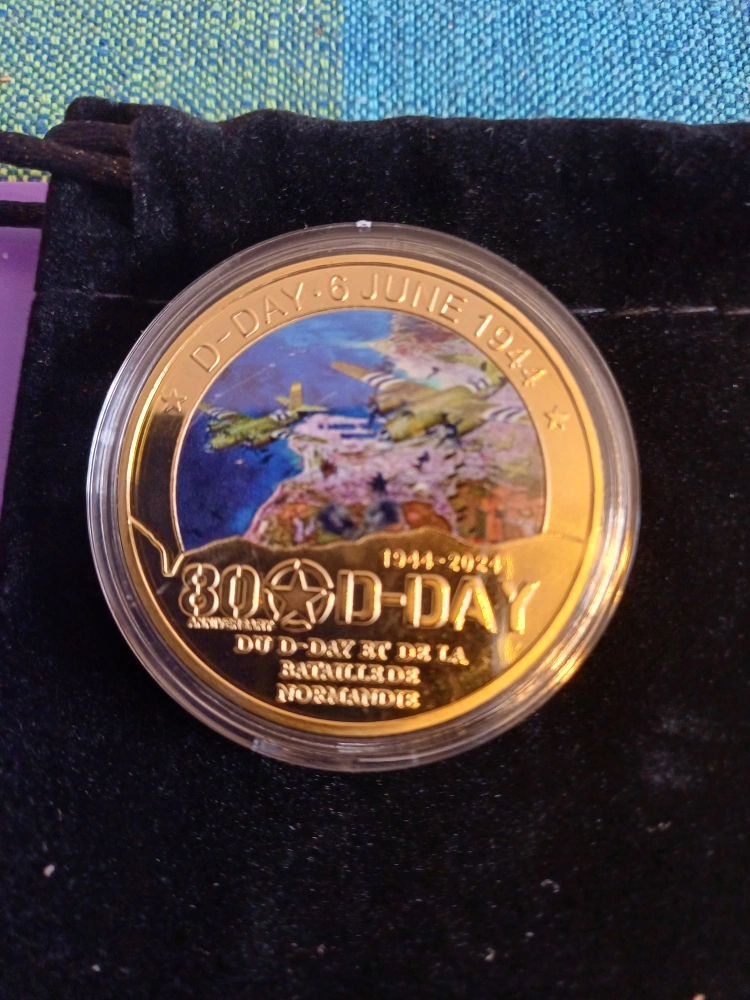 D-DAY · 6 JUNE 1944
1944-2024
80 D-DAY
ANNIVERSARY
DU D-DAY ET DE LA
BATAILLE DE
NORMANDIE